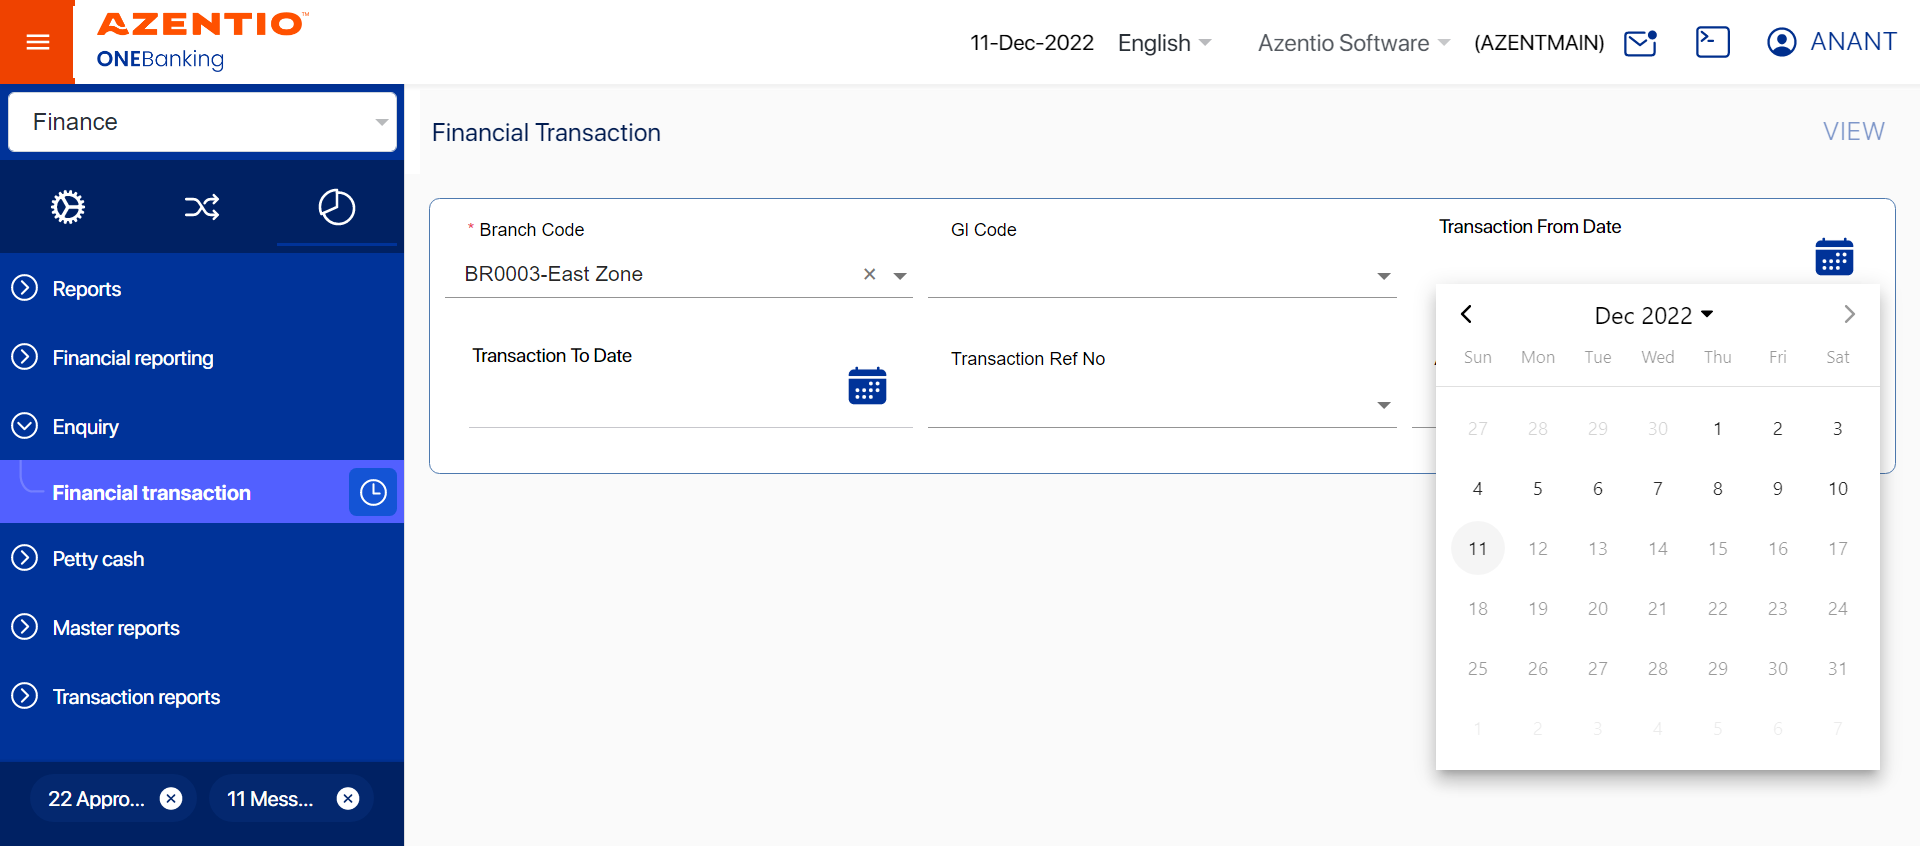 AZENTIO™
ONEBanking
11-Dec-2022 English Azentio Software (AZENTMAIN) ANANT
Finance
Financial Transaction
VIEW
Reports
Financial reporting
Enquiry
Financial transaction
Petty cash
Master reports
Transaction reports
22 Appro...
11 Mess...
* Branch Code
BR0003-East Zone
Gl Code
Transaction From Date
Transaction To Date
Transaction Ref No
Dec 2022
Sun Mon Tue Wed Thu Fri Sat
27 28 29 30 1 2 3
4 5 6 7 8 9 10
11 12 13 14 15 16 17
18 19 20 21 22 23 24
25 26 27 28 29 30 31
1 2 3 4 5 6 7